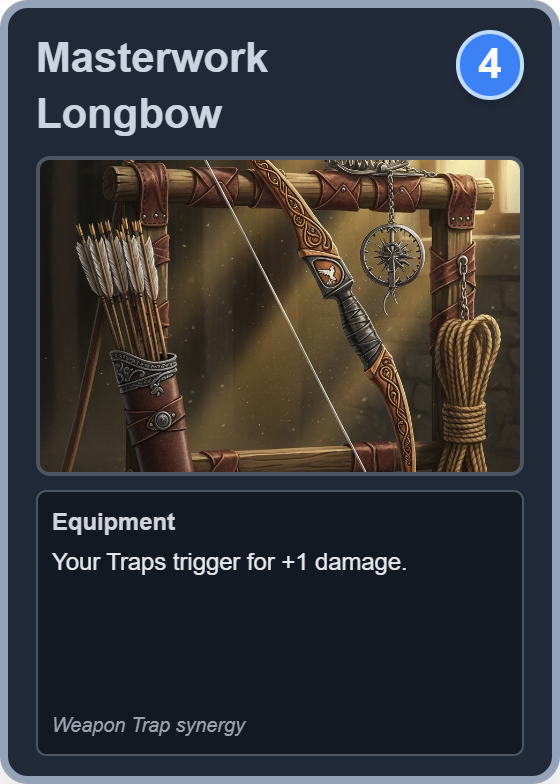 Masterwork
Longbow
4
Equipment
Your Traps trigger for +1 damage.
Weapon Trap synergy